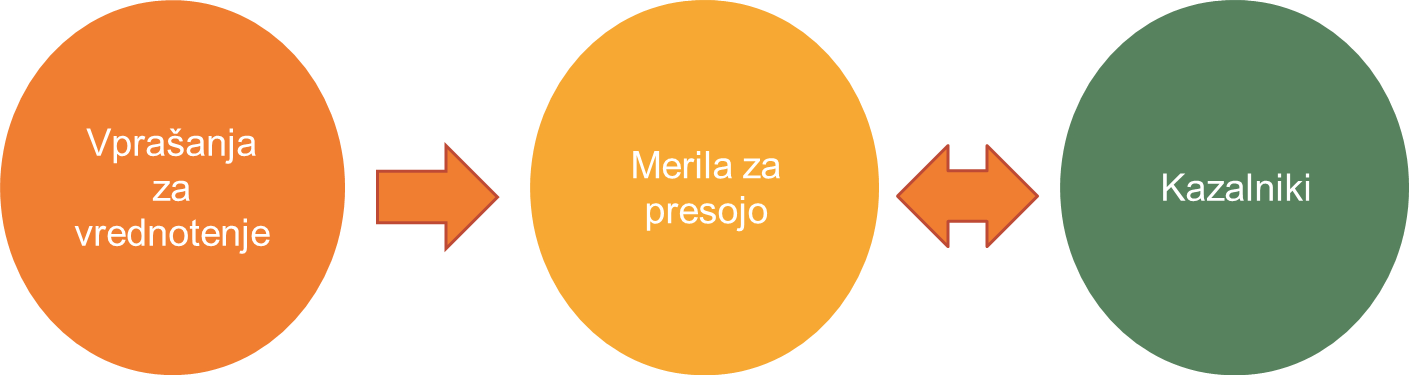 Vprašanja
za
vrednotenje
Merila za
presojo
Kazalniki